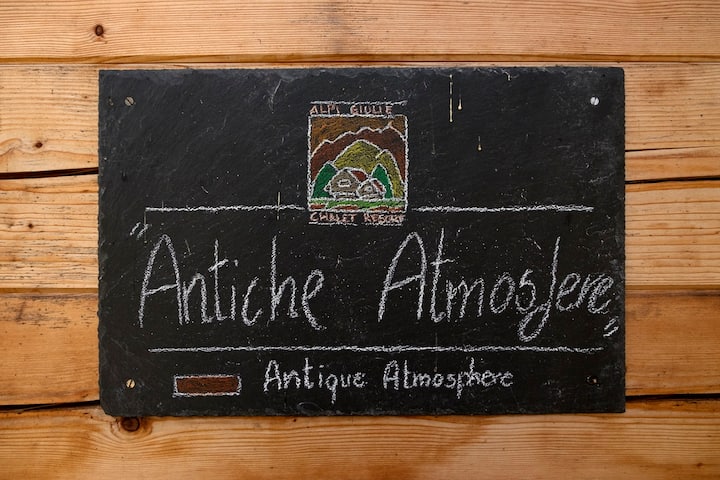 ALPI GIULIE
CHALET RESORT
"Antiche Atmosfere"
Antique Atmosphere